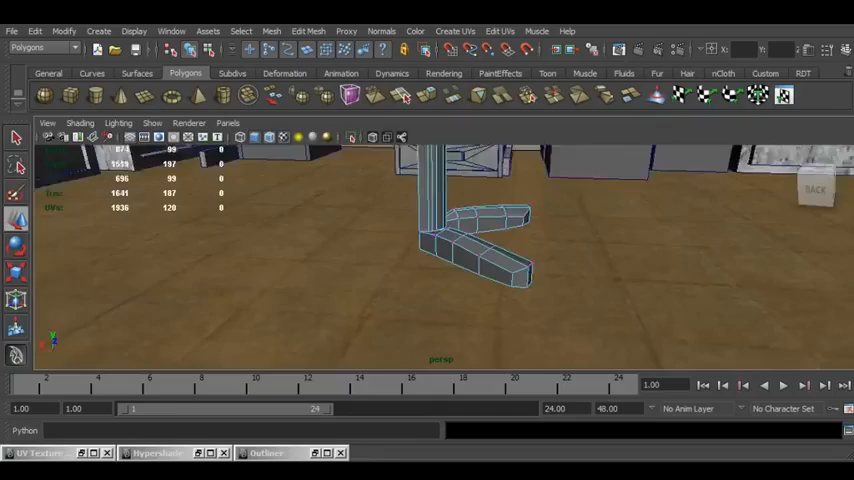 File Edit Modify Create Display Window Assets Select Mesh Edit Mesh Proxy Normals Color Create UVs Edit UVs Muscle Help
Polygons X: Y:
General Curves Surfaces Polygons Subdivs Deformation Animation Dynamics Rendering PaintEffects Toon Muscle Fluids Fur Hair nCloth Custom RDT
View Shading Lighting Show Renderer Panels
874 99 0
197 0
696 99 0
Tris: 1641 187 0
UVs: 1936 120 0
BACK
persp
2 4 6 8 10 12 14 16 18 20 22 1.00
1.00 1.00 1 24 24.00 48.00 No Anim Layer No Character Set
Python
UV Texture... Hypershade Outliner